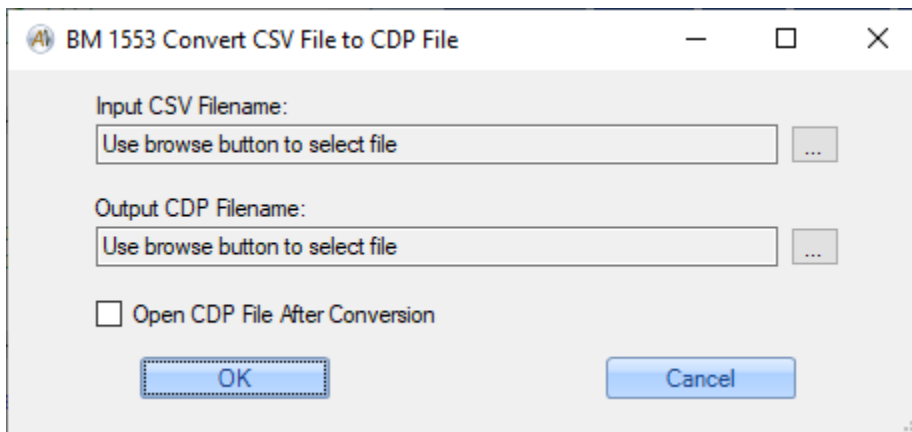 BM 1553 Convert CSV File to CDP File
Input CSV Filename:
Use browse button to select file
...
Output CDP Filename:
Use browse button to select file
...
Open CDP File After Conversion
OK Cancel